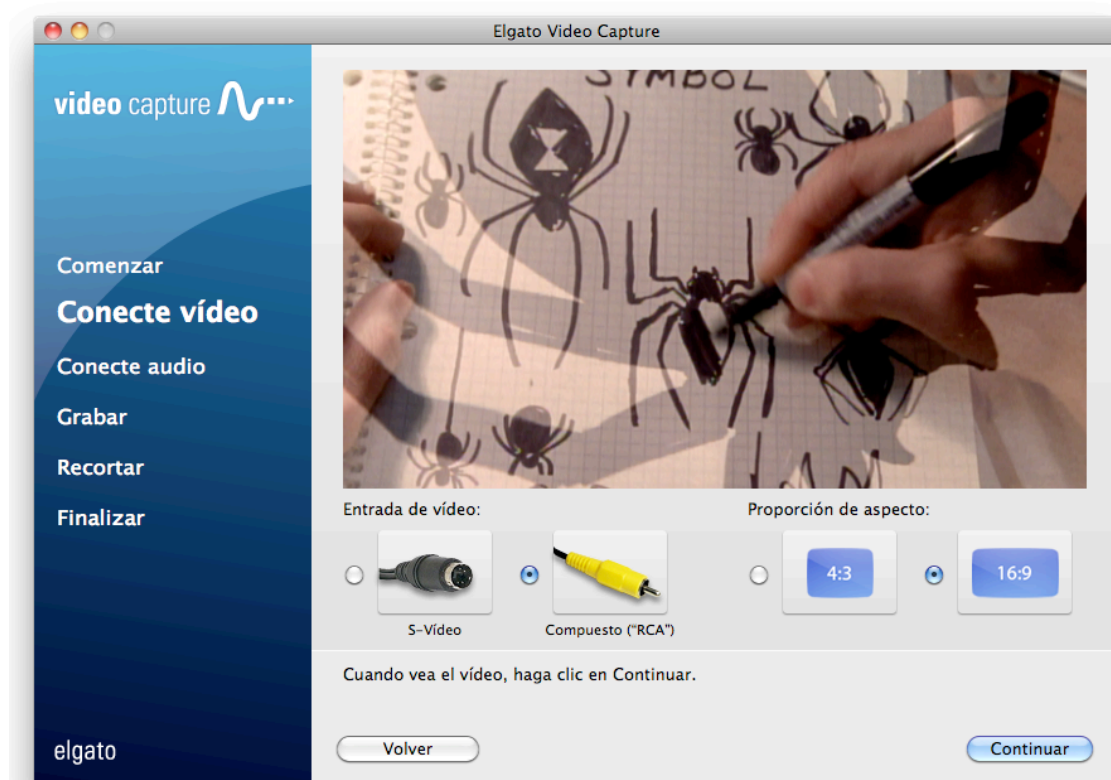 Elgato Video Capture
video capture
Comenzar
Conecte vídeo
Conecte audio
Grabar
Recortar
Finalizar
elgato
SYMBOL
Entrada de vídeo:
S-Vídeo
Compuesto (“RCA”)
Proporción de aspecto:
4:3
16:9
Cuando vea el vídeo, haga clic en Continuar.
Volver
Continuar